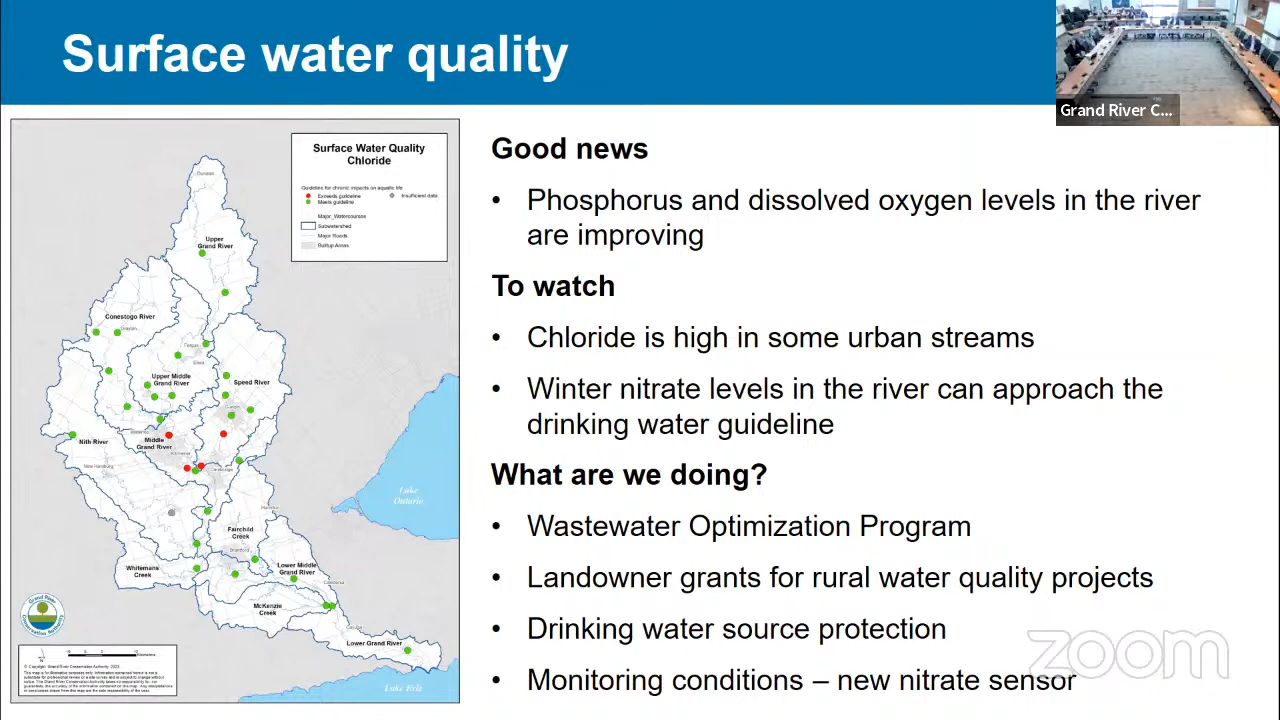 Surface water quality
Grand River C...
Surface Water Quality
Chloride
Guideline for chronic impacts on aquatic life
Exceeds guideline
Insufficient data
Meets guideline
Major_Watercourses
Subwatershed
Major Roads
Builtup Areas
Upper
Grand River
Conestogo River
Upper Middle
Grand River
Speed River
Nith River
Middle
Grand River
New Hamburg
Lake
Ontario
Fairchild
Creek
Whitemans
Creek
Lower Middle
Grand River
McKenzie
Creek
Lower Grand River
Lake Erie
Good news
• Phosphorus and dissolved oxygen levels in the river
are improving
To watch
• Chloride is high in some urban streams
• Winter nitrate levels in the river can approach the
drinking water guideline
What are we doing?
• Wastewater Optimization Program
• Landowner grants for rural water quality projects
• Drinking water source protection
• Monitoring conditions – new nitrate sensor
zoom